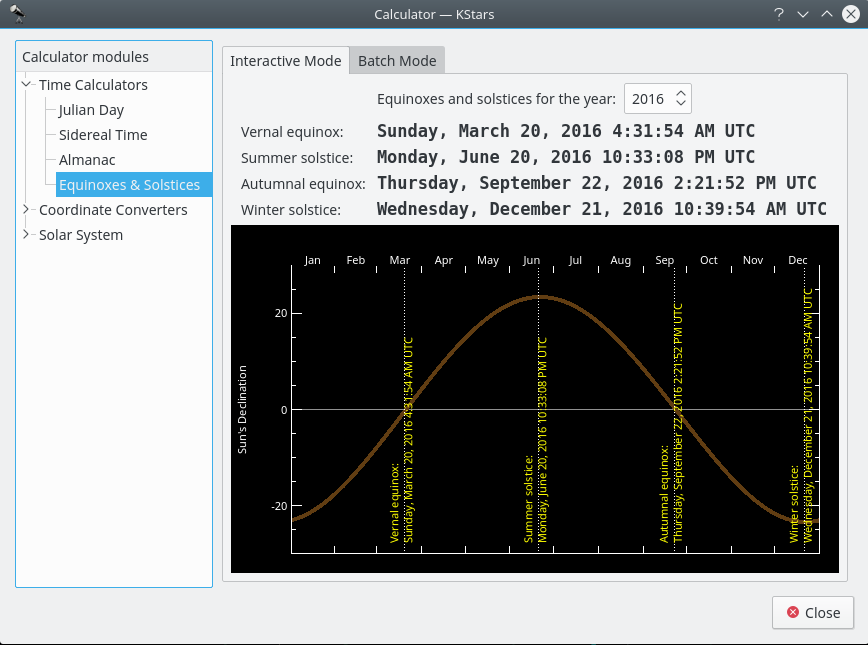 Calculator — KStars
?
Calculator modules
Time Calculators
Julian Day
Sidereal Time
Almanac
Equinoxes & Solstices
Coordinate Converters
Solar System
Interactive Mode Batch Mode
Equinoxes and solstices for the year: 2016
Vernal equinox: Sunday, March 20, 2016 4:31:54 AM UTC
Summer solstice: Monday, June 20, 2016 10:33:08 PM UTC
Autumnal equinox: Thursday, September 22, 2016 2:21:52 PM UTC
Winter solstice: Wednesday, December 21, 2016 10:39:54 AM UTC
Jan Feb Mar Apr May Jun Jul Aug Sep Oct Nov Dec
20
0
-20
Sun's Declination
Vernal equinox:
Sunday, March 20, 2016 4:31:54 AM UTC
Summer solstice:
Monday, June 20, 2016 10:33:08 PM UTC
Autumnal equinox:
Thursday, September 22, 2016 2:21:52 PM UTC
Winter solstice:
Wednesday, December 21, 2016 10:39:54 AM UTC
Close